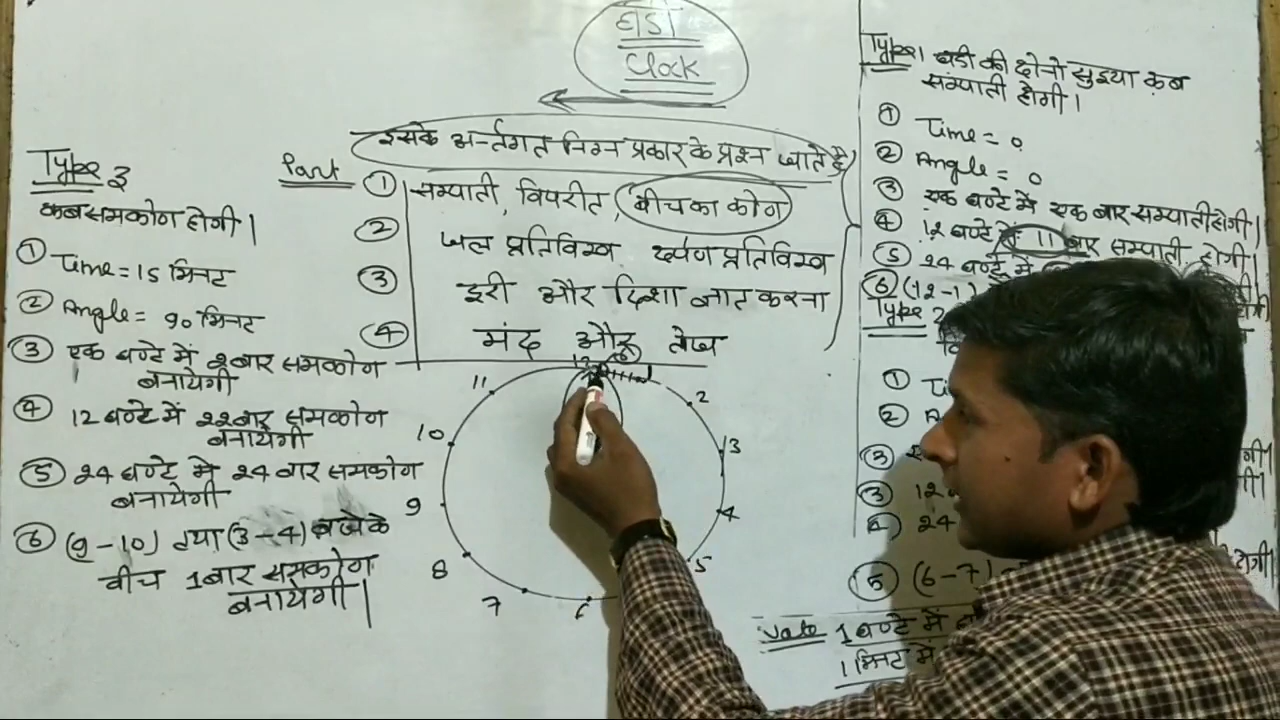 घडी
Clock
इसके अर्न्तगत निम्न प्रकार के प्रश्न आते है
Part ① सम्पाती, विपरीत, बीच का कोण
② जल प्रतिविम्ब दर्पण प्रतिविम्ब
③ दूरी और दिशा ज्ञात करना
④ मंद और तेज
Type 3
कब समकोण होगी।
① Time = 15 मिनट
② Angle = 90 मिनट
③ एक घण्टे में 2 बार समकोण
बनायेगी
④ 12 घण्टे में 22 बार समकोण
बनायेगी
⑤ 24 घण्टे में 24 बार समकोण
बनायेगी
⑥ (9-10) तथा (3-4) बजे के
बीच 1 बार समकोण
बनायेगी।
12
11
2
10
3
9
4
8
5
7
6
Type 1 घडी की दोनो सुइया कब
सम्पाती होगी।
① Time = 0
② Angle = 0
③ एक घण्टे में एक बार सम्पाती होगी।
④ 12 घण्टे में 11 बार सम्पाती होगी।
⑤ 24 घण्टे में
⑥ (12-1)
Type 2
①
②
③
③ 12
④ 24
⑤ (6-7)
Note 1 घण्टे में
1 मिनट में